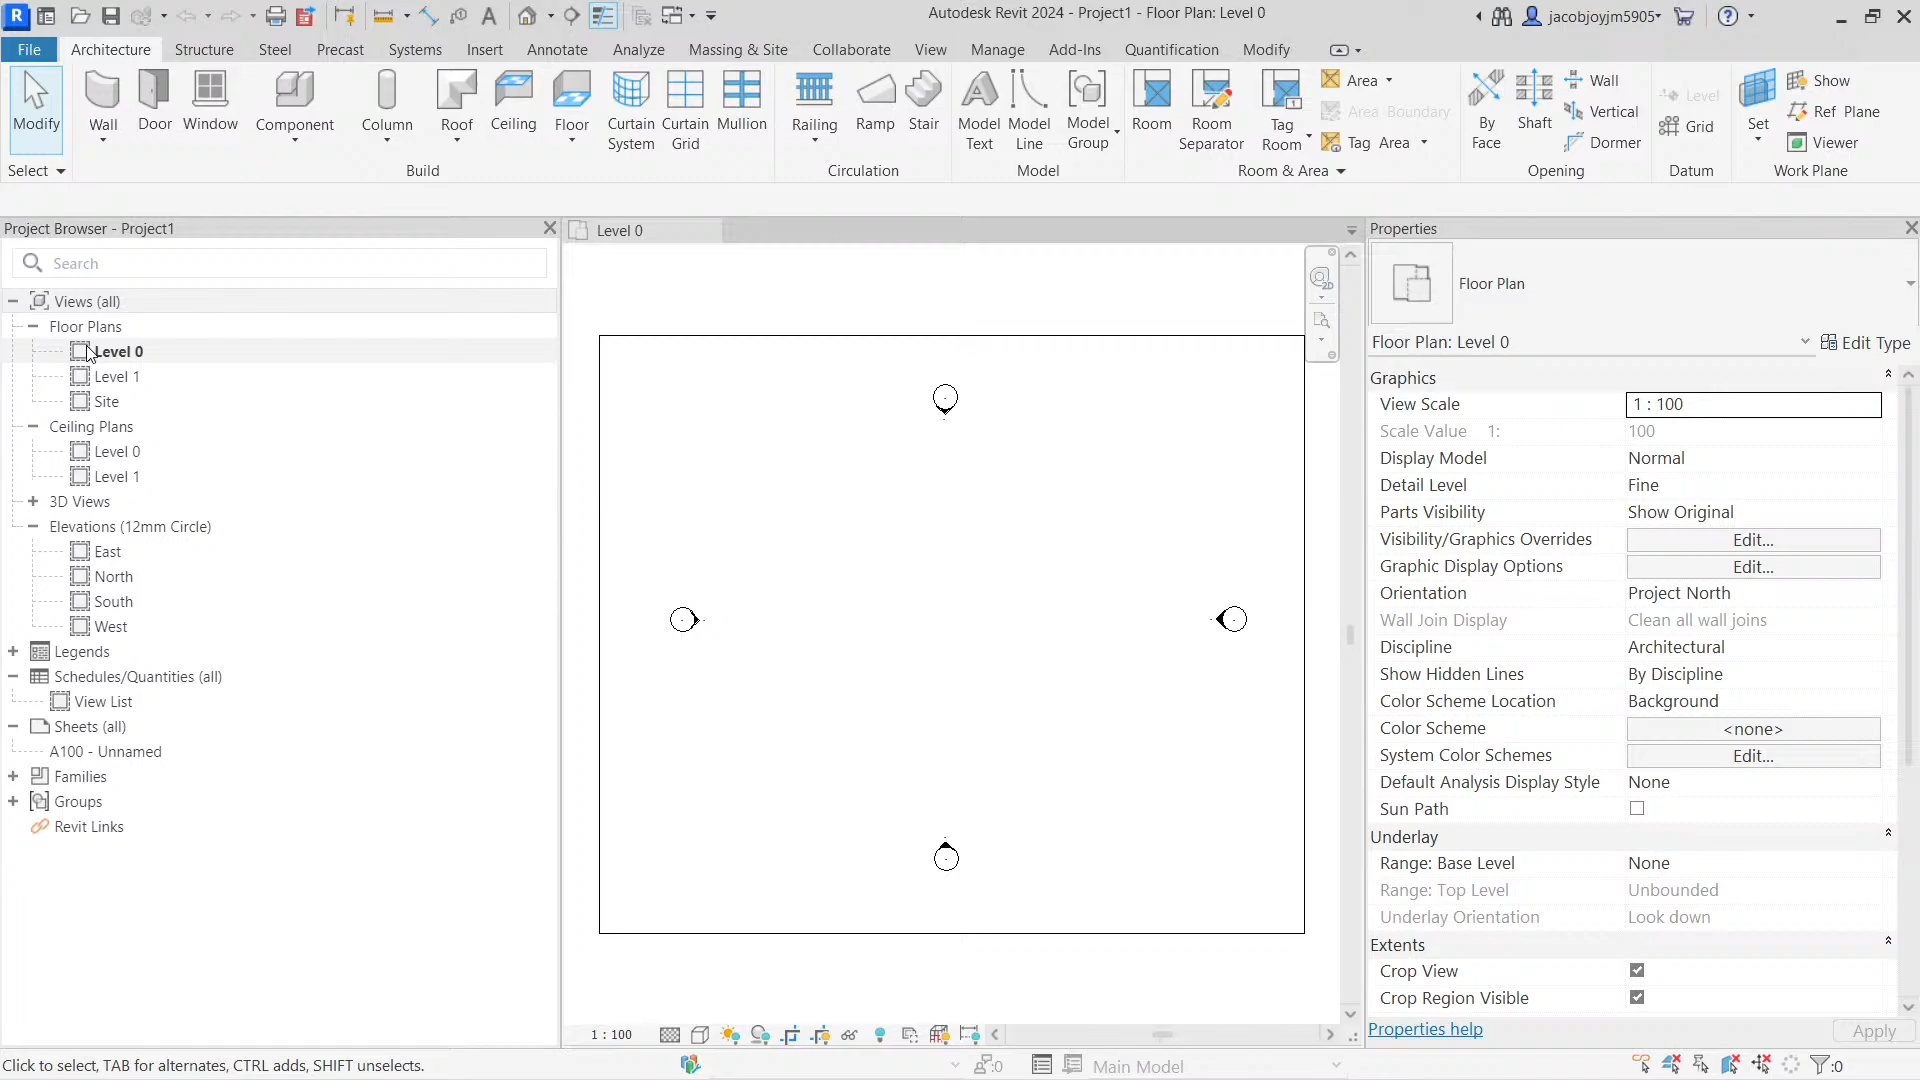 Autodesk Revit 2024 - Project1 - Floor Plan: Level 0
jacobjoyjm5905
File Architecture Structure Steel Precast Systems Insert Annotate Analyze Massing & Site Collaborate View Manage Add-Ins Quantification Modify
Modify
Wall
Door
Window
Component
Column
Roof
Ceiling
Floor
Curtain System
Curtain Grid
Mullion
Railing
Ramp
Stair
Model Text
Model Line
Model Group
Room
Room Separator
Tag Room
Area
Area Boundary
Tag Area
By Face
Shaft
Wall
Vertical
Dormer
Level
Grid
Set
Show
Ref Plane
Viewer
Select Build Circulation Model Room & Area Opening Datum Work Plane
Project Browser - Project1
Search
Views (all)
Floor Plans
Level 0
Level 1
Site
Ceiling Plans
Level 0
Level 1
3D Views
Elevations (12mm Circle)
East
North
South
West
Legends
Schedules/Quantities (all)
View List
Sheets (all)
A100 - Unnamed
Families
Groups
Revit Links
Level 0
2D
1 : 100
Properties
Floor Plan
Floor Plan: Level 0 Edit Type
Graphics
View Scale 1 : 100
Scale Value 1: 100
Display Model Normal
Detail Level Fine
Parts Visibility Show Original
Visibility/Graphics Overrides Edit...
Graphic Display Options Edit...
Orientation Project North
Wall Join Display Clean all wall joins
Discipline Architectural
Show Hidden Lines By Discipline
Color Scheme Location Background
Color Scheme <none>
System Color Schemes Edit...
Default Analysis Display Style None
Sun Path
Underlay
Range: Base Level None
Range: Top Level Unbounded
Underlay Orientation Look down
Extents
Crop View
Crop Region Visible
Properties help Apply
Click to select, TAB for alternates, CTRL adds, SHIFT unselects. :0 Main Model :0